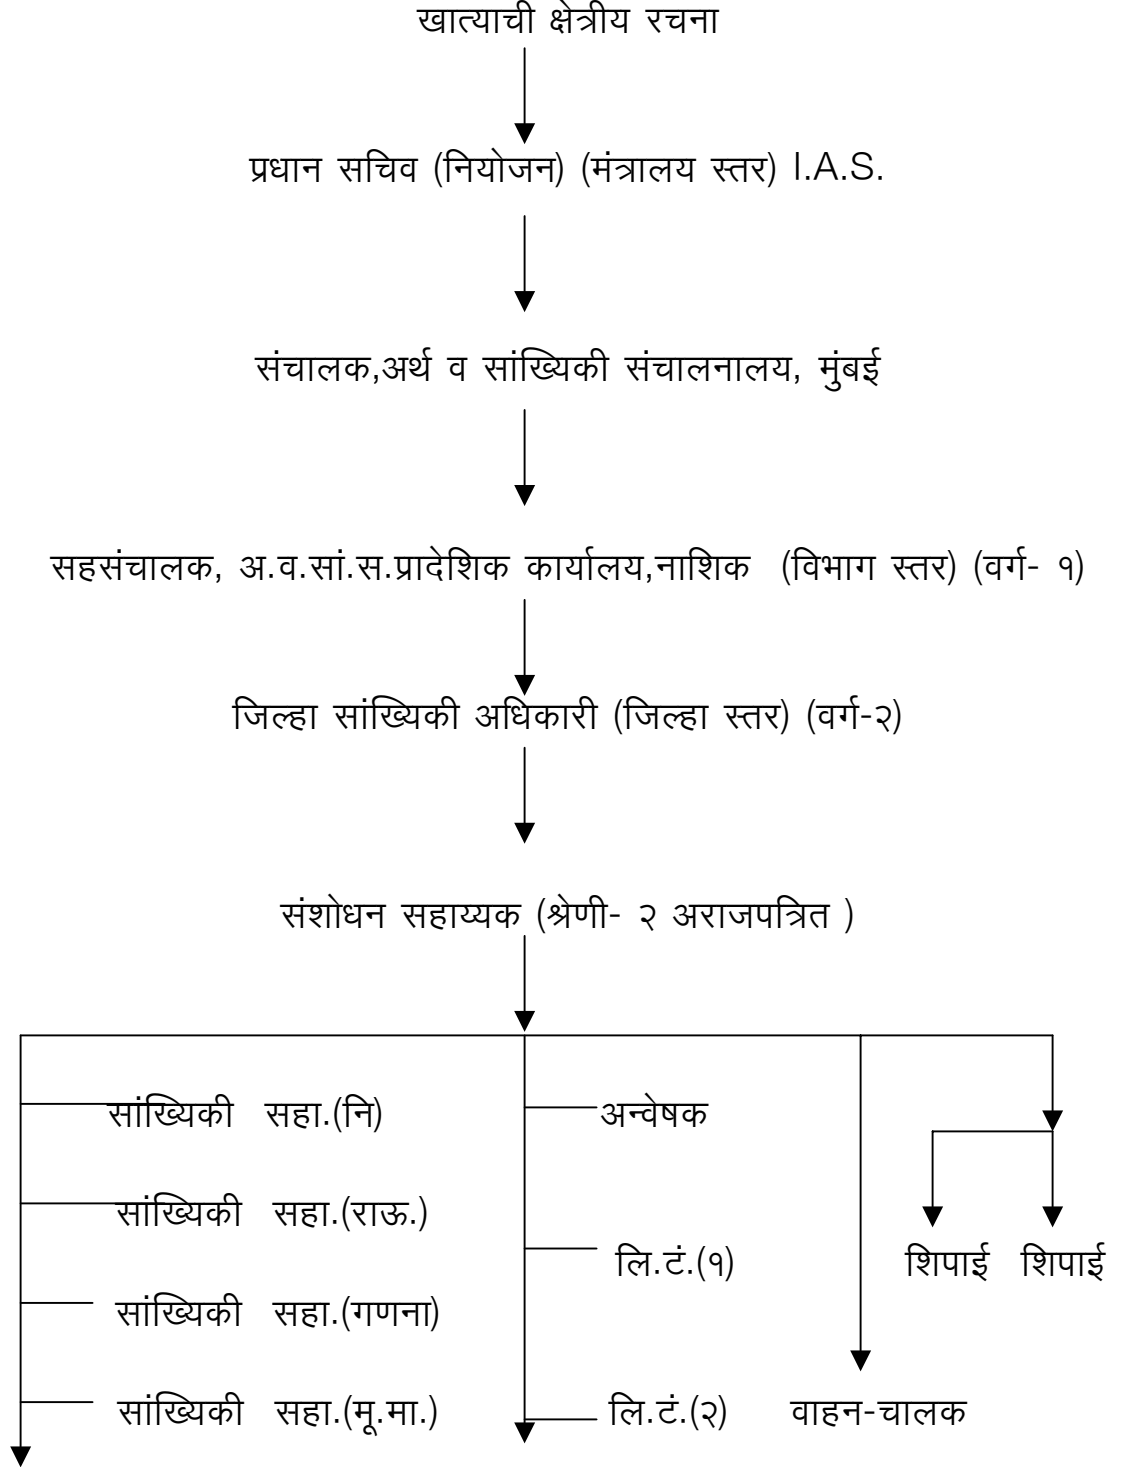 खात्याची क्षेत्रीय रचना
प्रधान सचिव (नियोजन) (मंत्रालय स्तर) I.A.S.
संचालक,अर्थ व सांख्यिकी संचालनालय, मुंबई
सहसंचालक, अ.व.सां.स.प्रादेशिक कार्यालय,नाशिक (विभाग स्तर) (वर्ग- १)
जिल्हा सांख्यिकी अधिकारी (जिल्हा स्तर) (वर्ग-२)
संशोधन सहाय्यक (श्रेणी- २ अराजपत्रित )
सांख्यिकी सहा.(नि) अन्वेषक
सांख्यिकी सहा.(राऊ.)
लि.टं.(१) शिपाई शिपाई
सांख्यिकी सहा.(गणना)
सांख्यिकी सहा.(मू.मा.) लि.टं.(२) वाहन-चालक